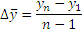 Δȳ = (yₙ − y₁) / (n − 1)